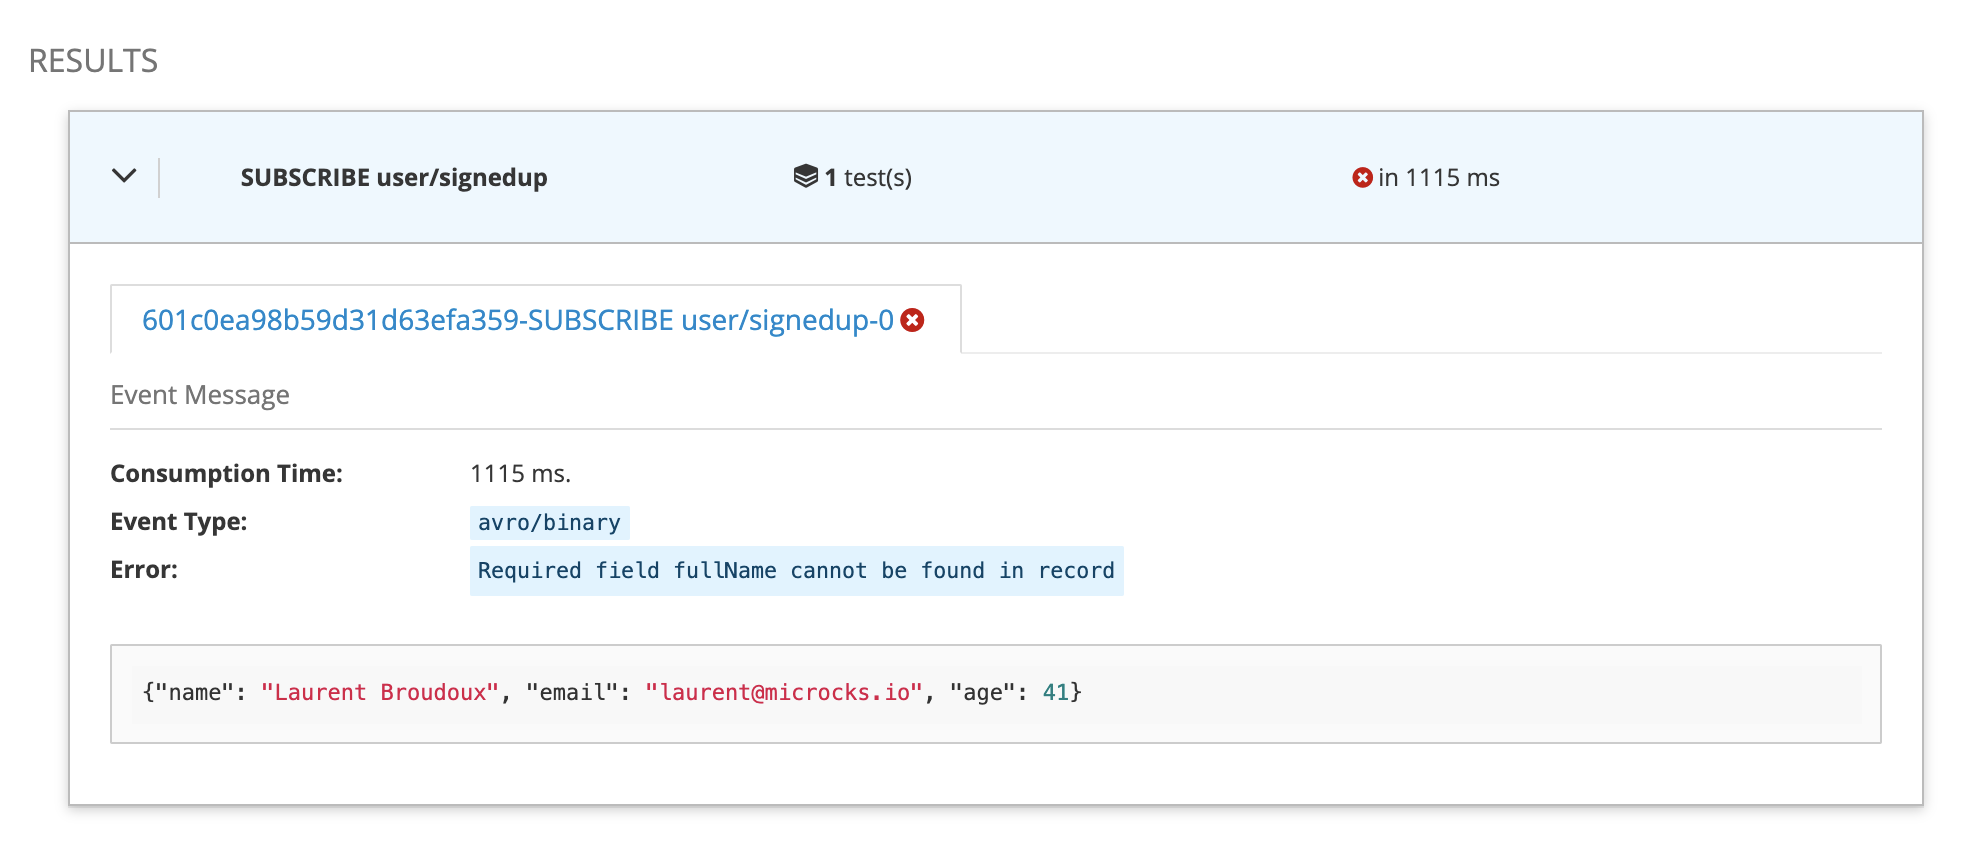 RESULTS
SUBSCRIBE user/signedup 1 test(s) in 1115 ms
601c0ea98b59d31d63efa359-SUBSCRIBE user/signedup-0
Event Message
Consumption Time: 1115 ms.
Event Type: avro/binary
Error: Required field fullName cannot be found in record
{"name": "Laurent Broudoux", "email": "laurent@microcks.io", "age": 41}